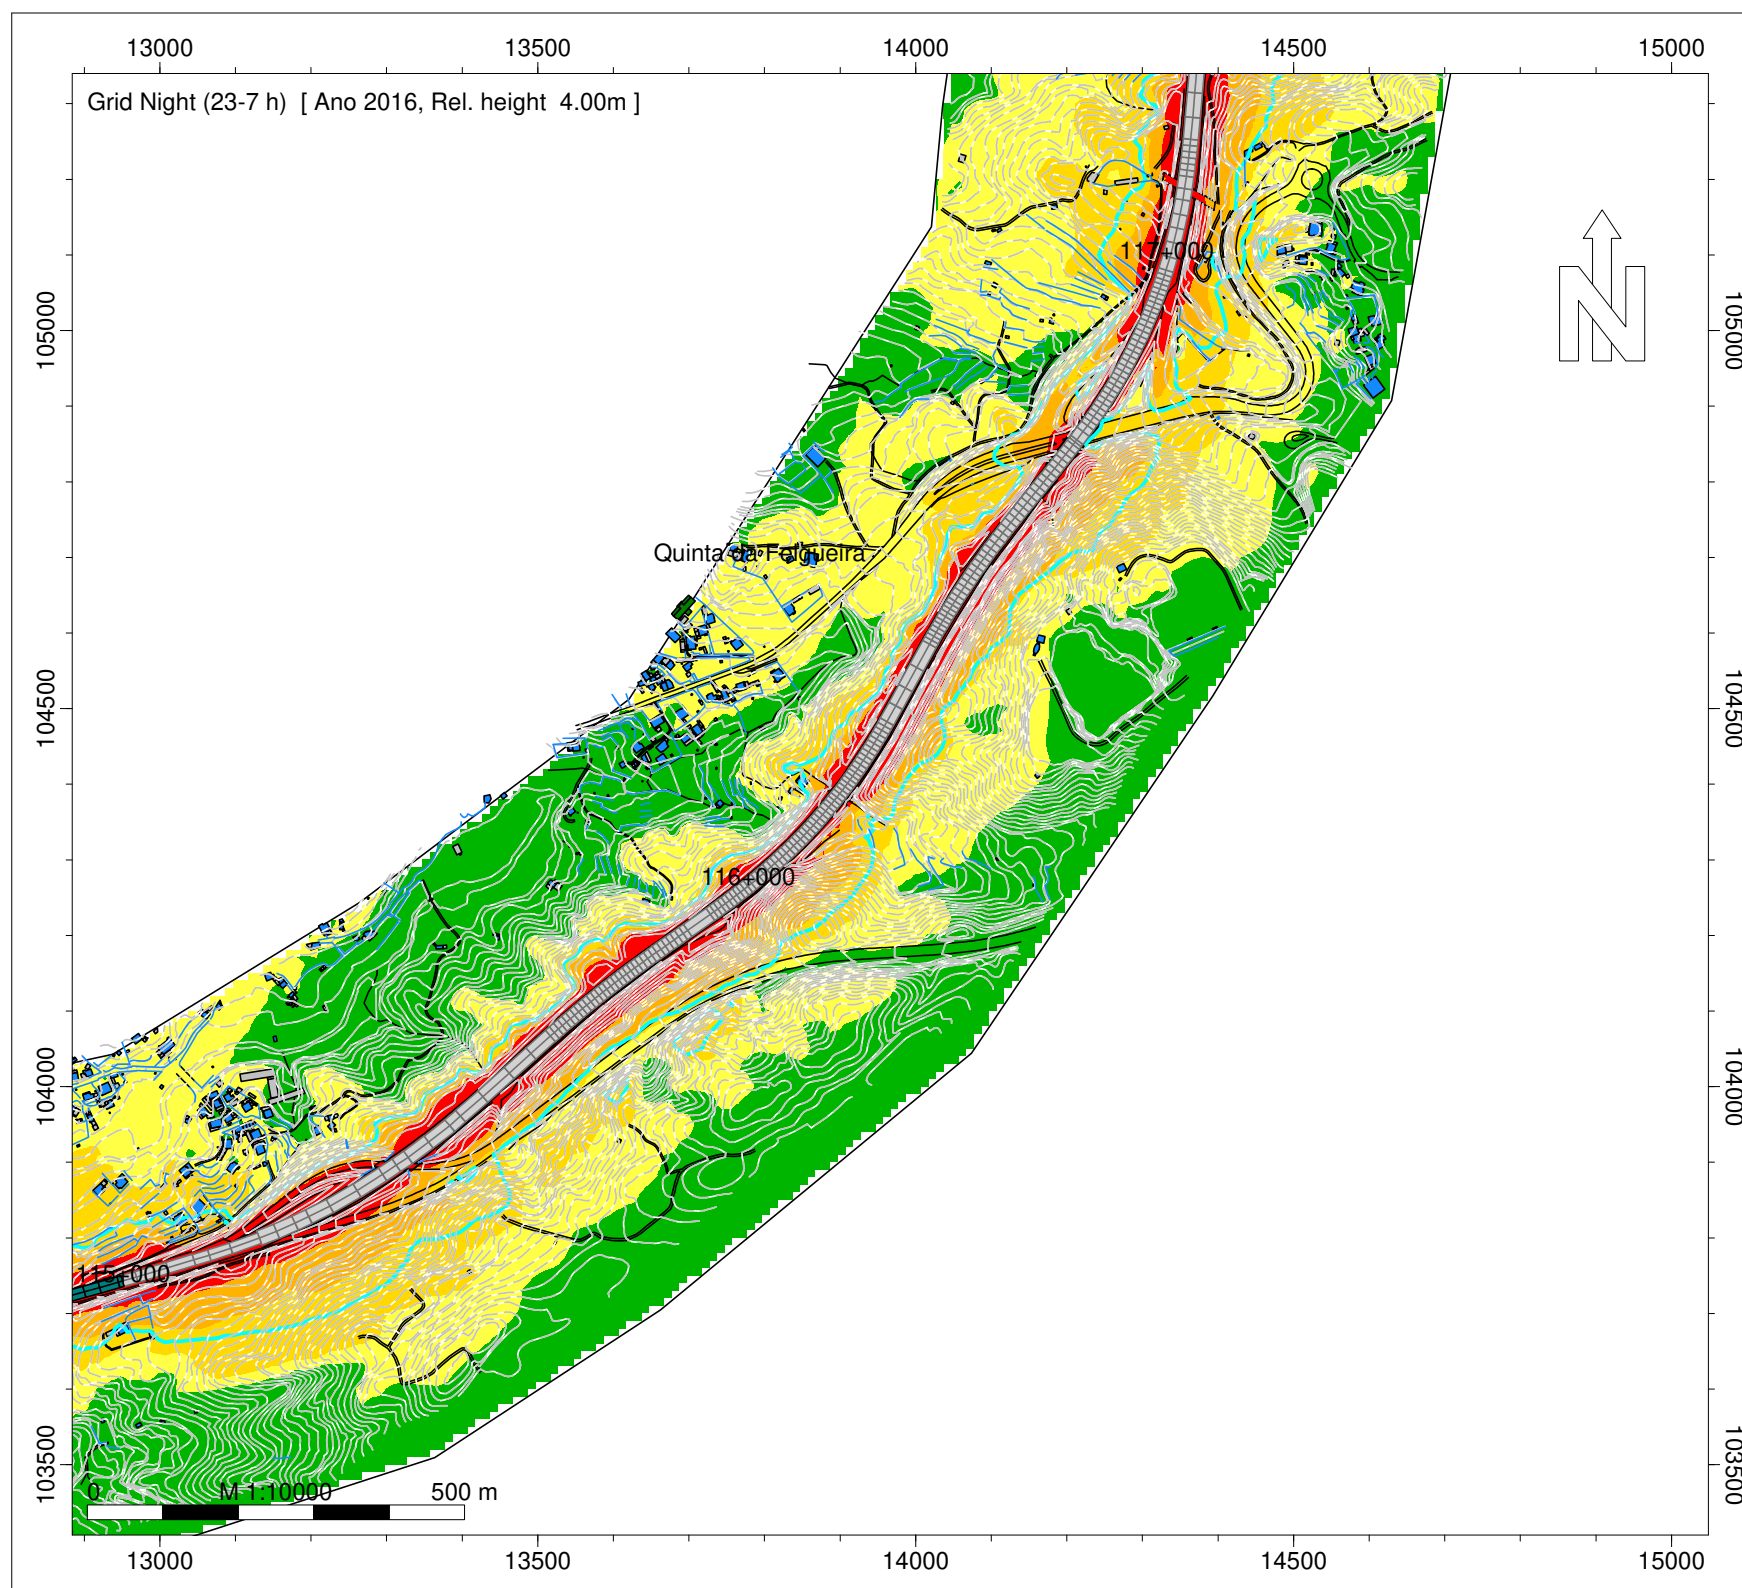 13000 13500 14000 14500 15000
Grid Night (23-7 h) [ Ano 2016, Rel. height 4.00m ]
117+000
N
105000 105000
Quinta da Felgueira
104500 104500
116+000
104000 104000
115+000
103500 103500
0 M 1:10000 500 m
13000 13500 14000 14500 15000